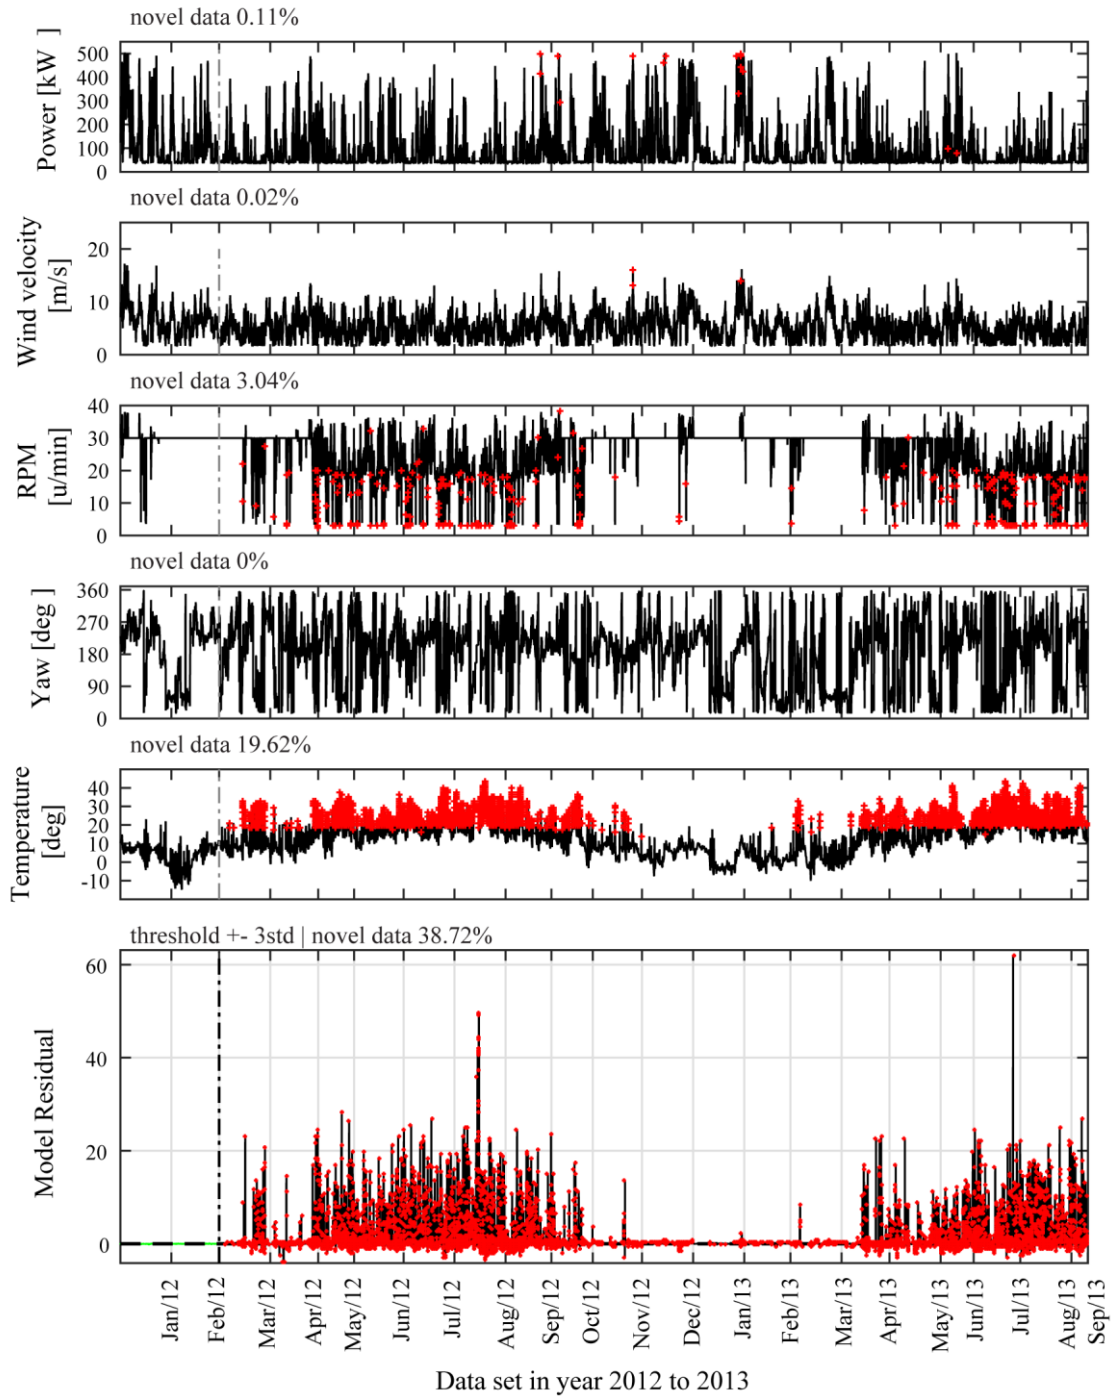 novel data 0.11%
Power [kW ]
500
400
300
200
100
0
novel data 0.02%
Wind velocity
[m/s]
20
10
0
novel data 3.04%
RPM
[u/min]
40
30
20
10
0
novel data 0%
Yaw [deg ]
360
270
180
90
0
novel data 19.62%
Temperature
[deg]
40
30
20
10
0
-10
threshold +- 3std | novel data 38.72%
Model Residual
60
40
20
0
Jan/12
Feb/12
Mar/12
Apr/12
May/12
Jun/12
Jul/12
Aug/12
Sep/12
Oct/12
Nov/12
Dec/12
Jan/13
Feb/13
Mar/13
Apr/13
May/13
Jun/13
Jul/13
Aug/13
Sep/13
Data set in year 2012 to 2013